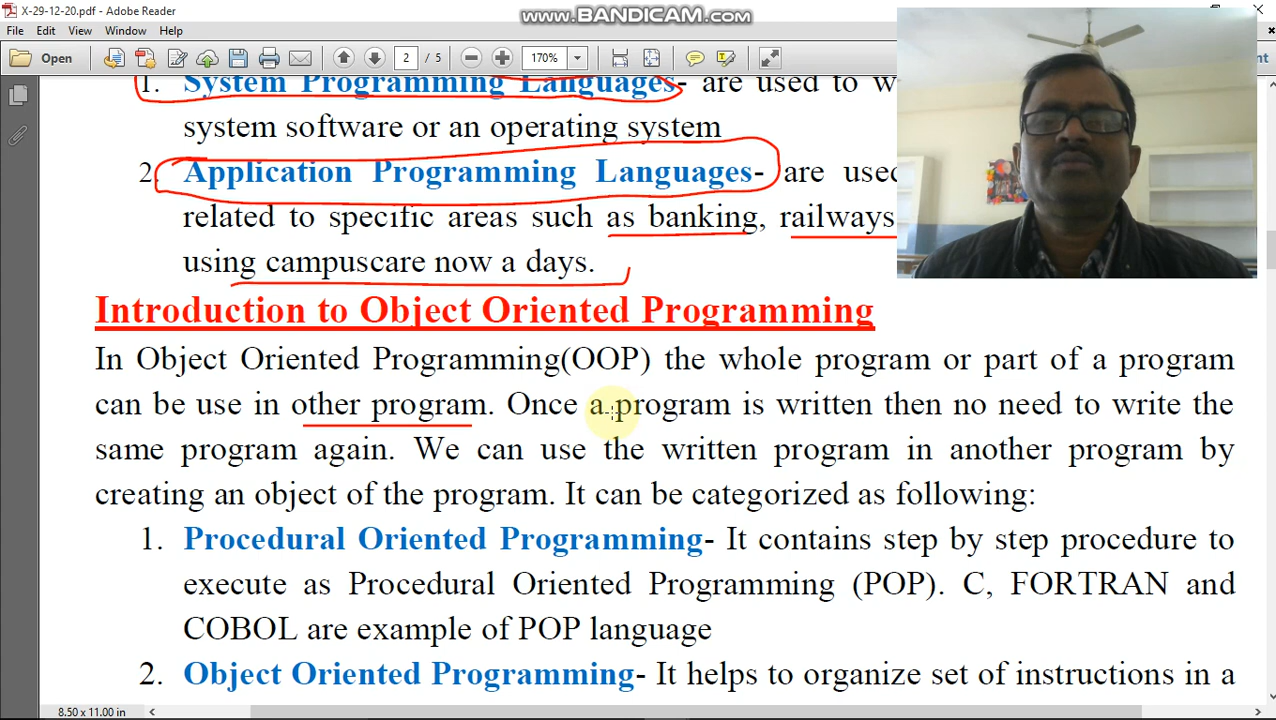 X-29-12-20.pdf - Adobe Reader
www.BANDICAM.com
File Edit View Window Help
Open 2 / 5 170%
1. System Programming Languages- are used to w
system software or an operating system
2. Application Programming Languages- are used
related to specific areas such as banking, railways
using campuscare now a days.
Introduction to Object Oriented Programming
In Object Oriented Programming(OOP) the whole program or part of a program
can be use in other program. Once a program is written then no need to write the
same program again. We can use the written program in another program by
creating an object of the program. It can be categorized as following:
1. Procedural Oriented Programming- It contains step by step procedure to
execute as Procedural Oriented Programming (POP). C, FORTRAN and
COBOL are example of POP language
2. Object Oriented Programming- It helps to organize set of instructions in a
8.50 x 11.00 in